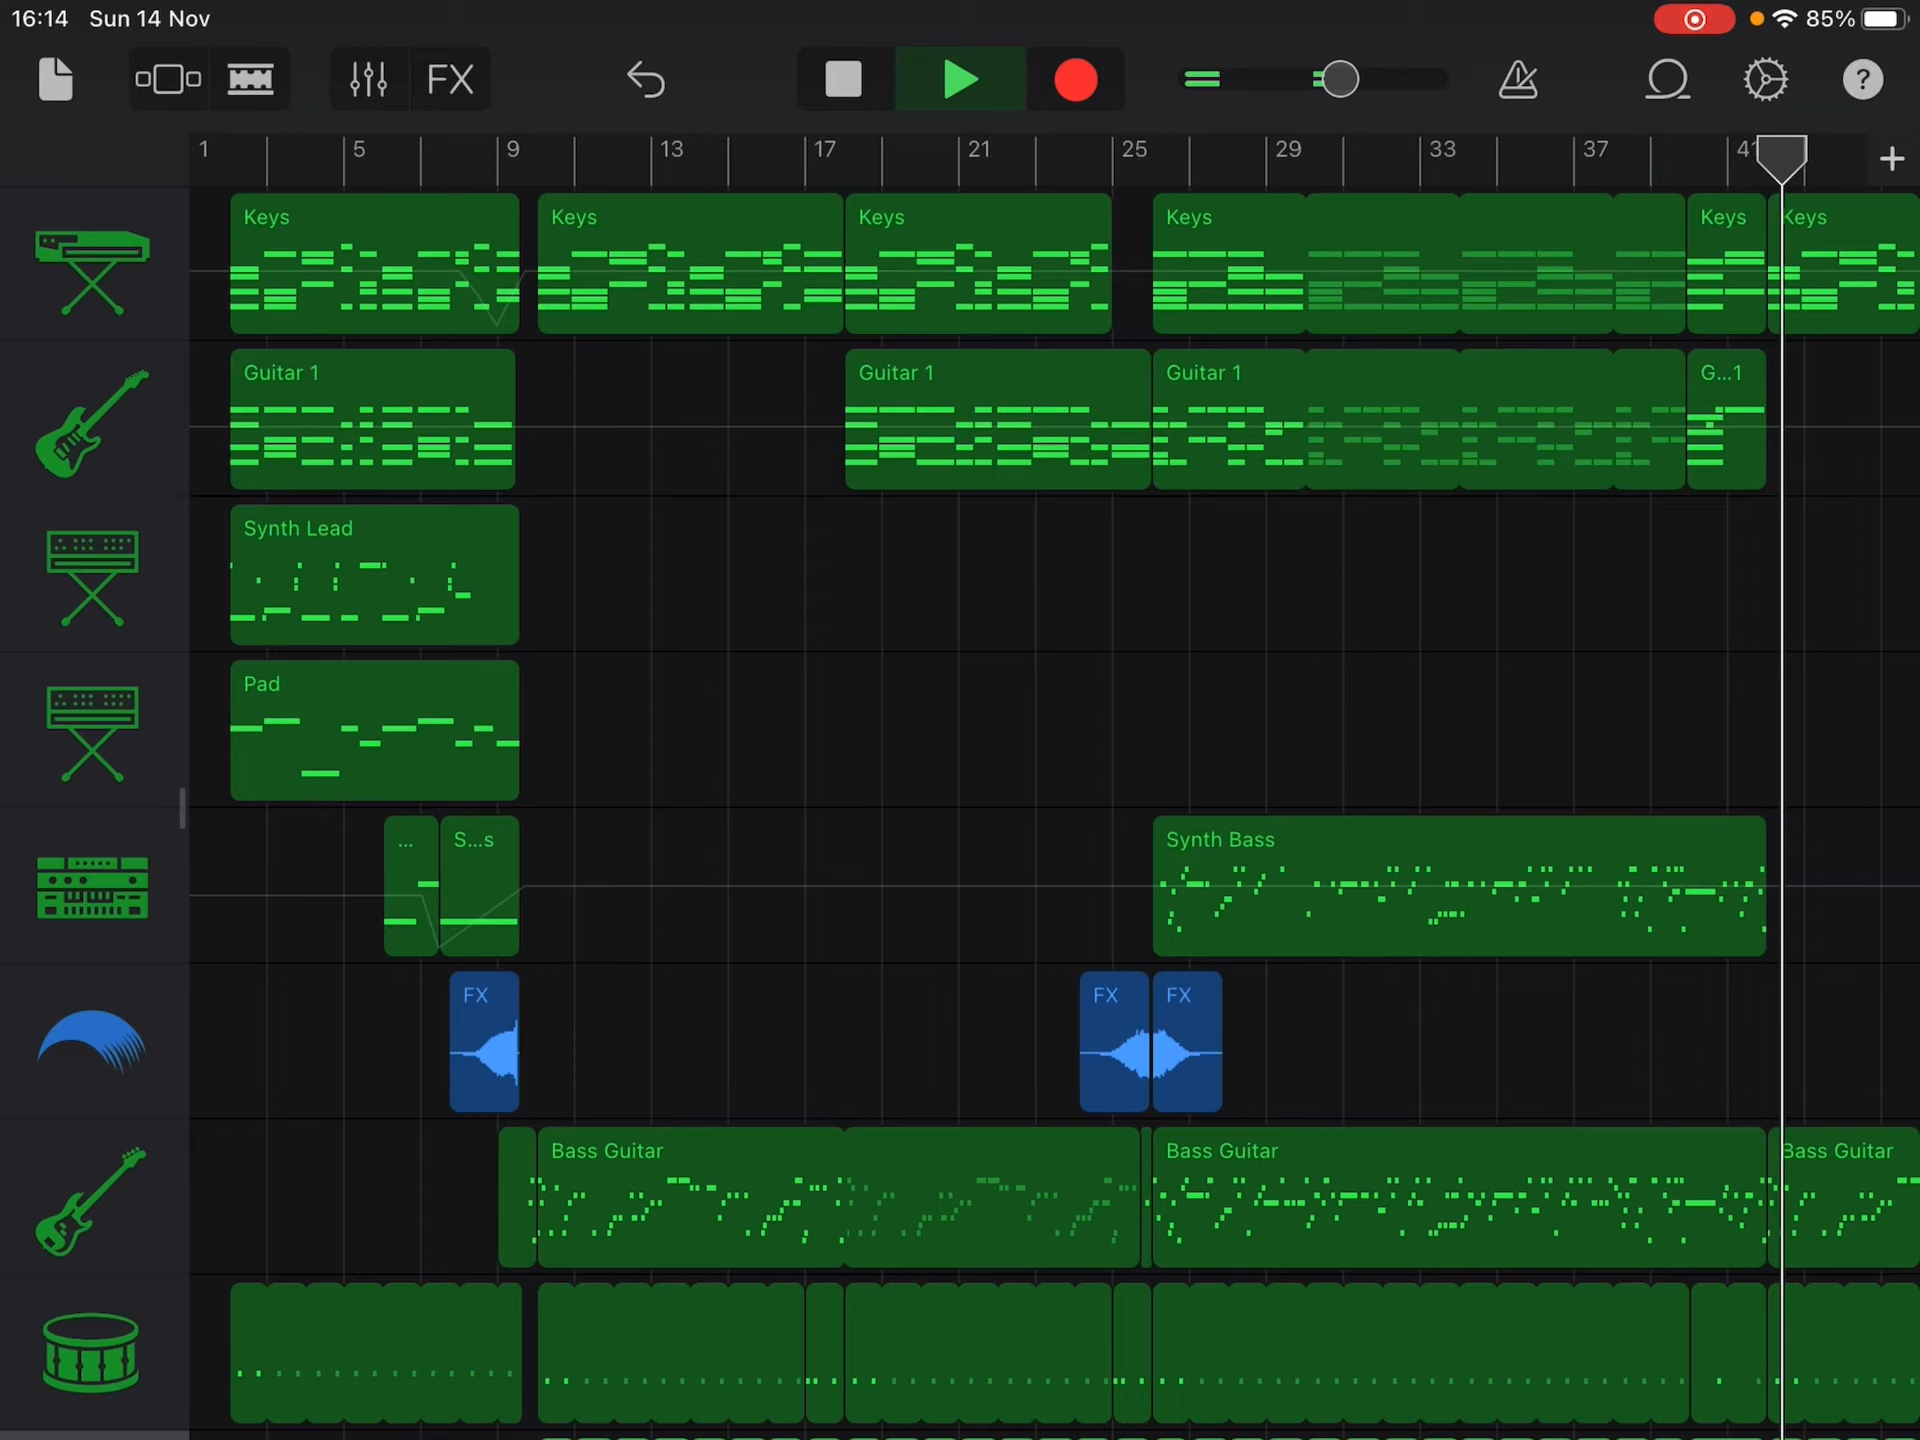 16:14 Sun 14 Nov 85%
FX ?
1 5 9 13 17 21 25 29 33 37 41 +
Keys Keys Keys Keys Keys Keys
Guitar 1 Guitar 1 Guitar 1 G...1
Synth Lead
Pad
... S...s Synth Bass
FX FX FX
Bass Guitar Bass Guitar Bass Guitar